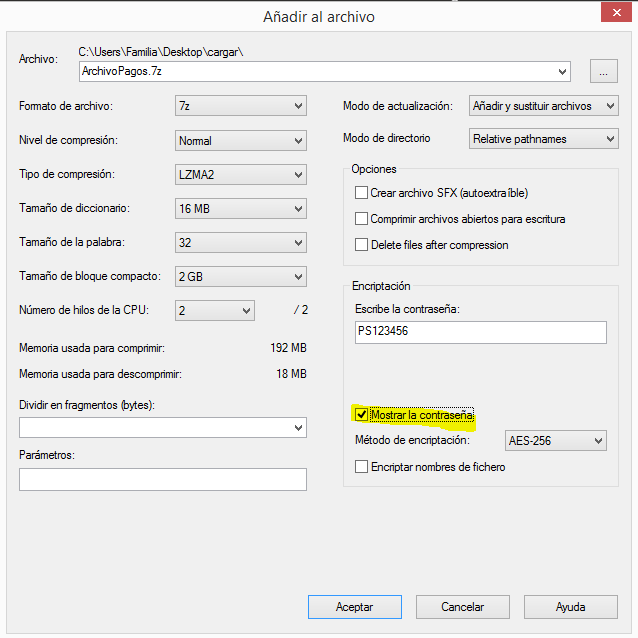 Añadir al archivo
Archivo:
C:\Users\Familia\Desktop\cargar\
ArchivoPagos.7z
...
Formato de archivo:
7z
Nivel de compresión:
Normal
Tipo de compresión:
LZMA2
Tamaño de diccionario:
16 MB
Tamaño de la palabra:
32
Tamaño de bloque compacto:
2 GB
Número de hilos de la CPU:
2
/ 2
Memoria usada para comprimir:
192 MB
Memoria usada para descomprimir:
18 MB
Dividir en fragmentos (bytes):
Parámetros:
Modo de actualización:
Añadir y sustituir archivos
Modo de directorio
Relative pathnames
Opciones
Crear archivo SFX (autoextraíble)
Comprimir archivos abiertos para escritura
Delete files after compression
Encriptación
Escribe la contraseña:
PS123456
Mostrar la contraseña
Método de encriptación:
AES-256
Encriptar nombres de fichero
Aceptar
Cancelar
Ayuda